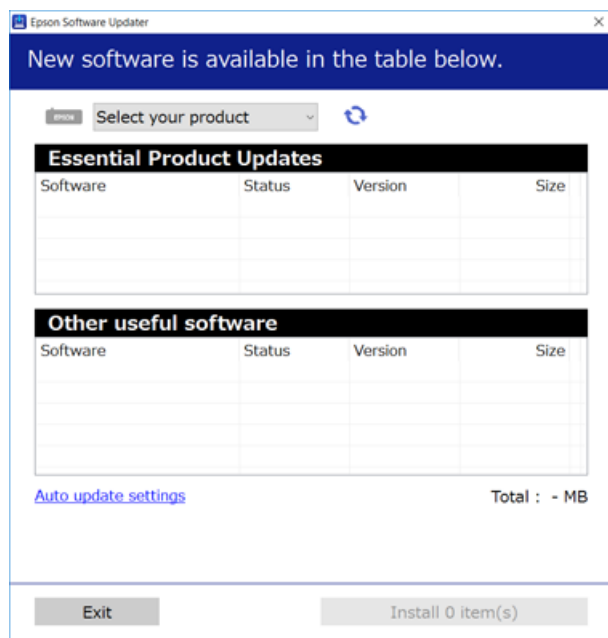 Epson Software Updater
New software is available in the table below.
EPSON Select your product
Essential Product Updates
Software Status Version Size
Other useful software
Software Status Version Size
Auto update settings Total : - MB
Exit Install 0 item(s)